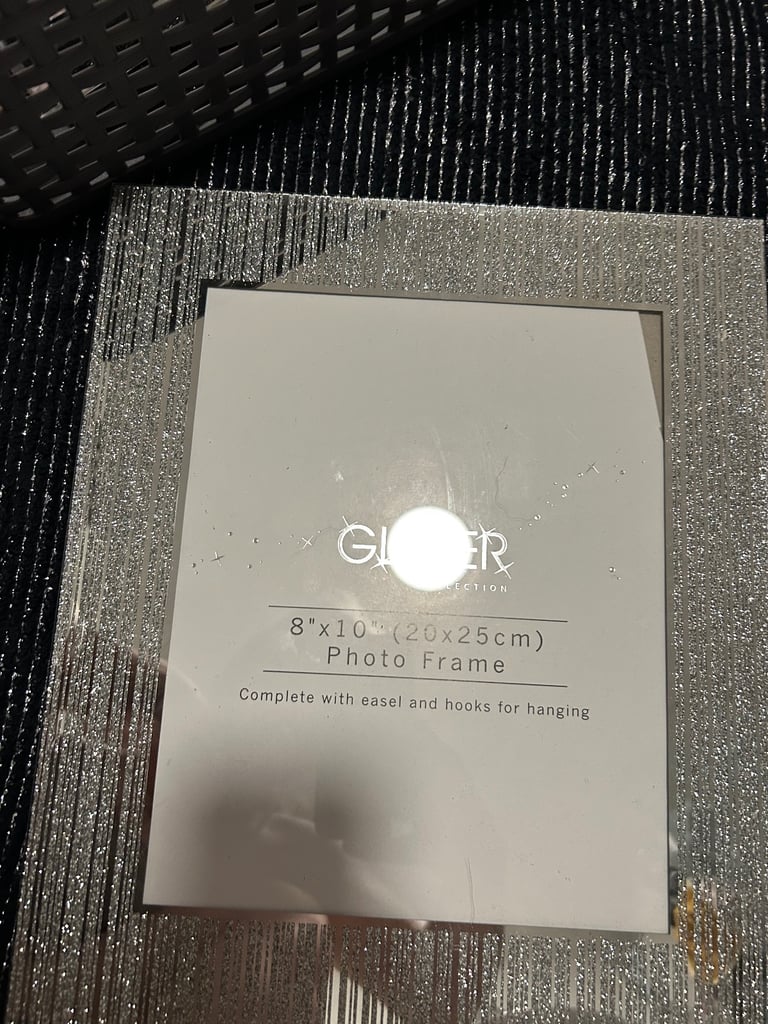 8"x10" (20x25cm)
Photo Frame
Complete with easel and hooks for hanging